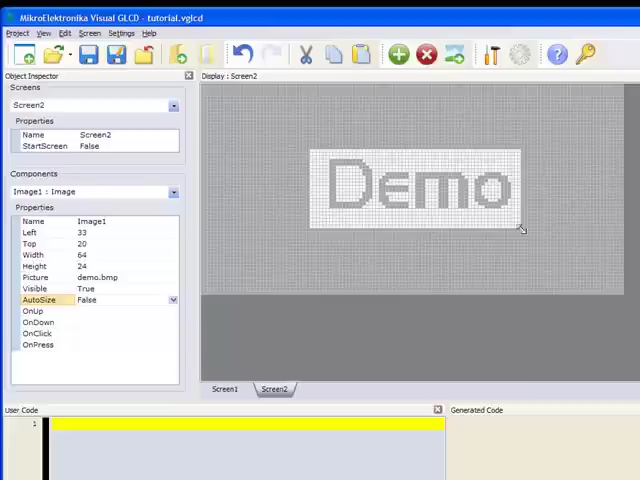 MikroElektronika Visual GLCD - tutorial.vglcd
Project View Edit Screen Settings Help
Object Inspector
Display : Screen2
Screens
Screen2
Properties
Name Screen2
StartScreen False
Components
Image1 : Image
Properties
Name Image1
Left 33
Top 20
Width 64
Height 24
Picture demo.bmp
Visible True
AutoSize False
OnUp
OnDown
OnClick
OnPress
Demo
Screen1 Screen2
User Code
Generated Code
1